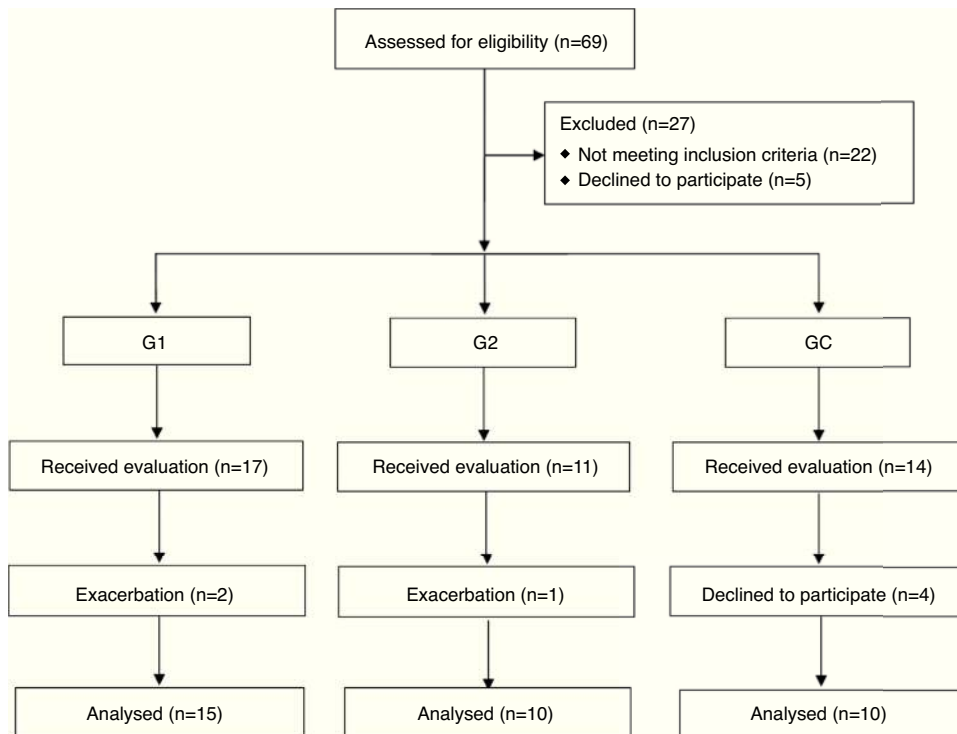 Assessed for eligibility (n=69)
Excluded (n=27)
◆ Not meeting inclusion criteria (n=22)
◆ Declined to participate (n=5)
G1
G2
GC
Received evaluation (n=17)
Received evaluation (n=11)
Received evaluation (n=14)
Exacerbation (n=2)
Exacerbation (n=1)
Declined to participate (n=4)
Analysed (n=15)
Analysed (n=10)
Analysed (n=10)